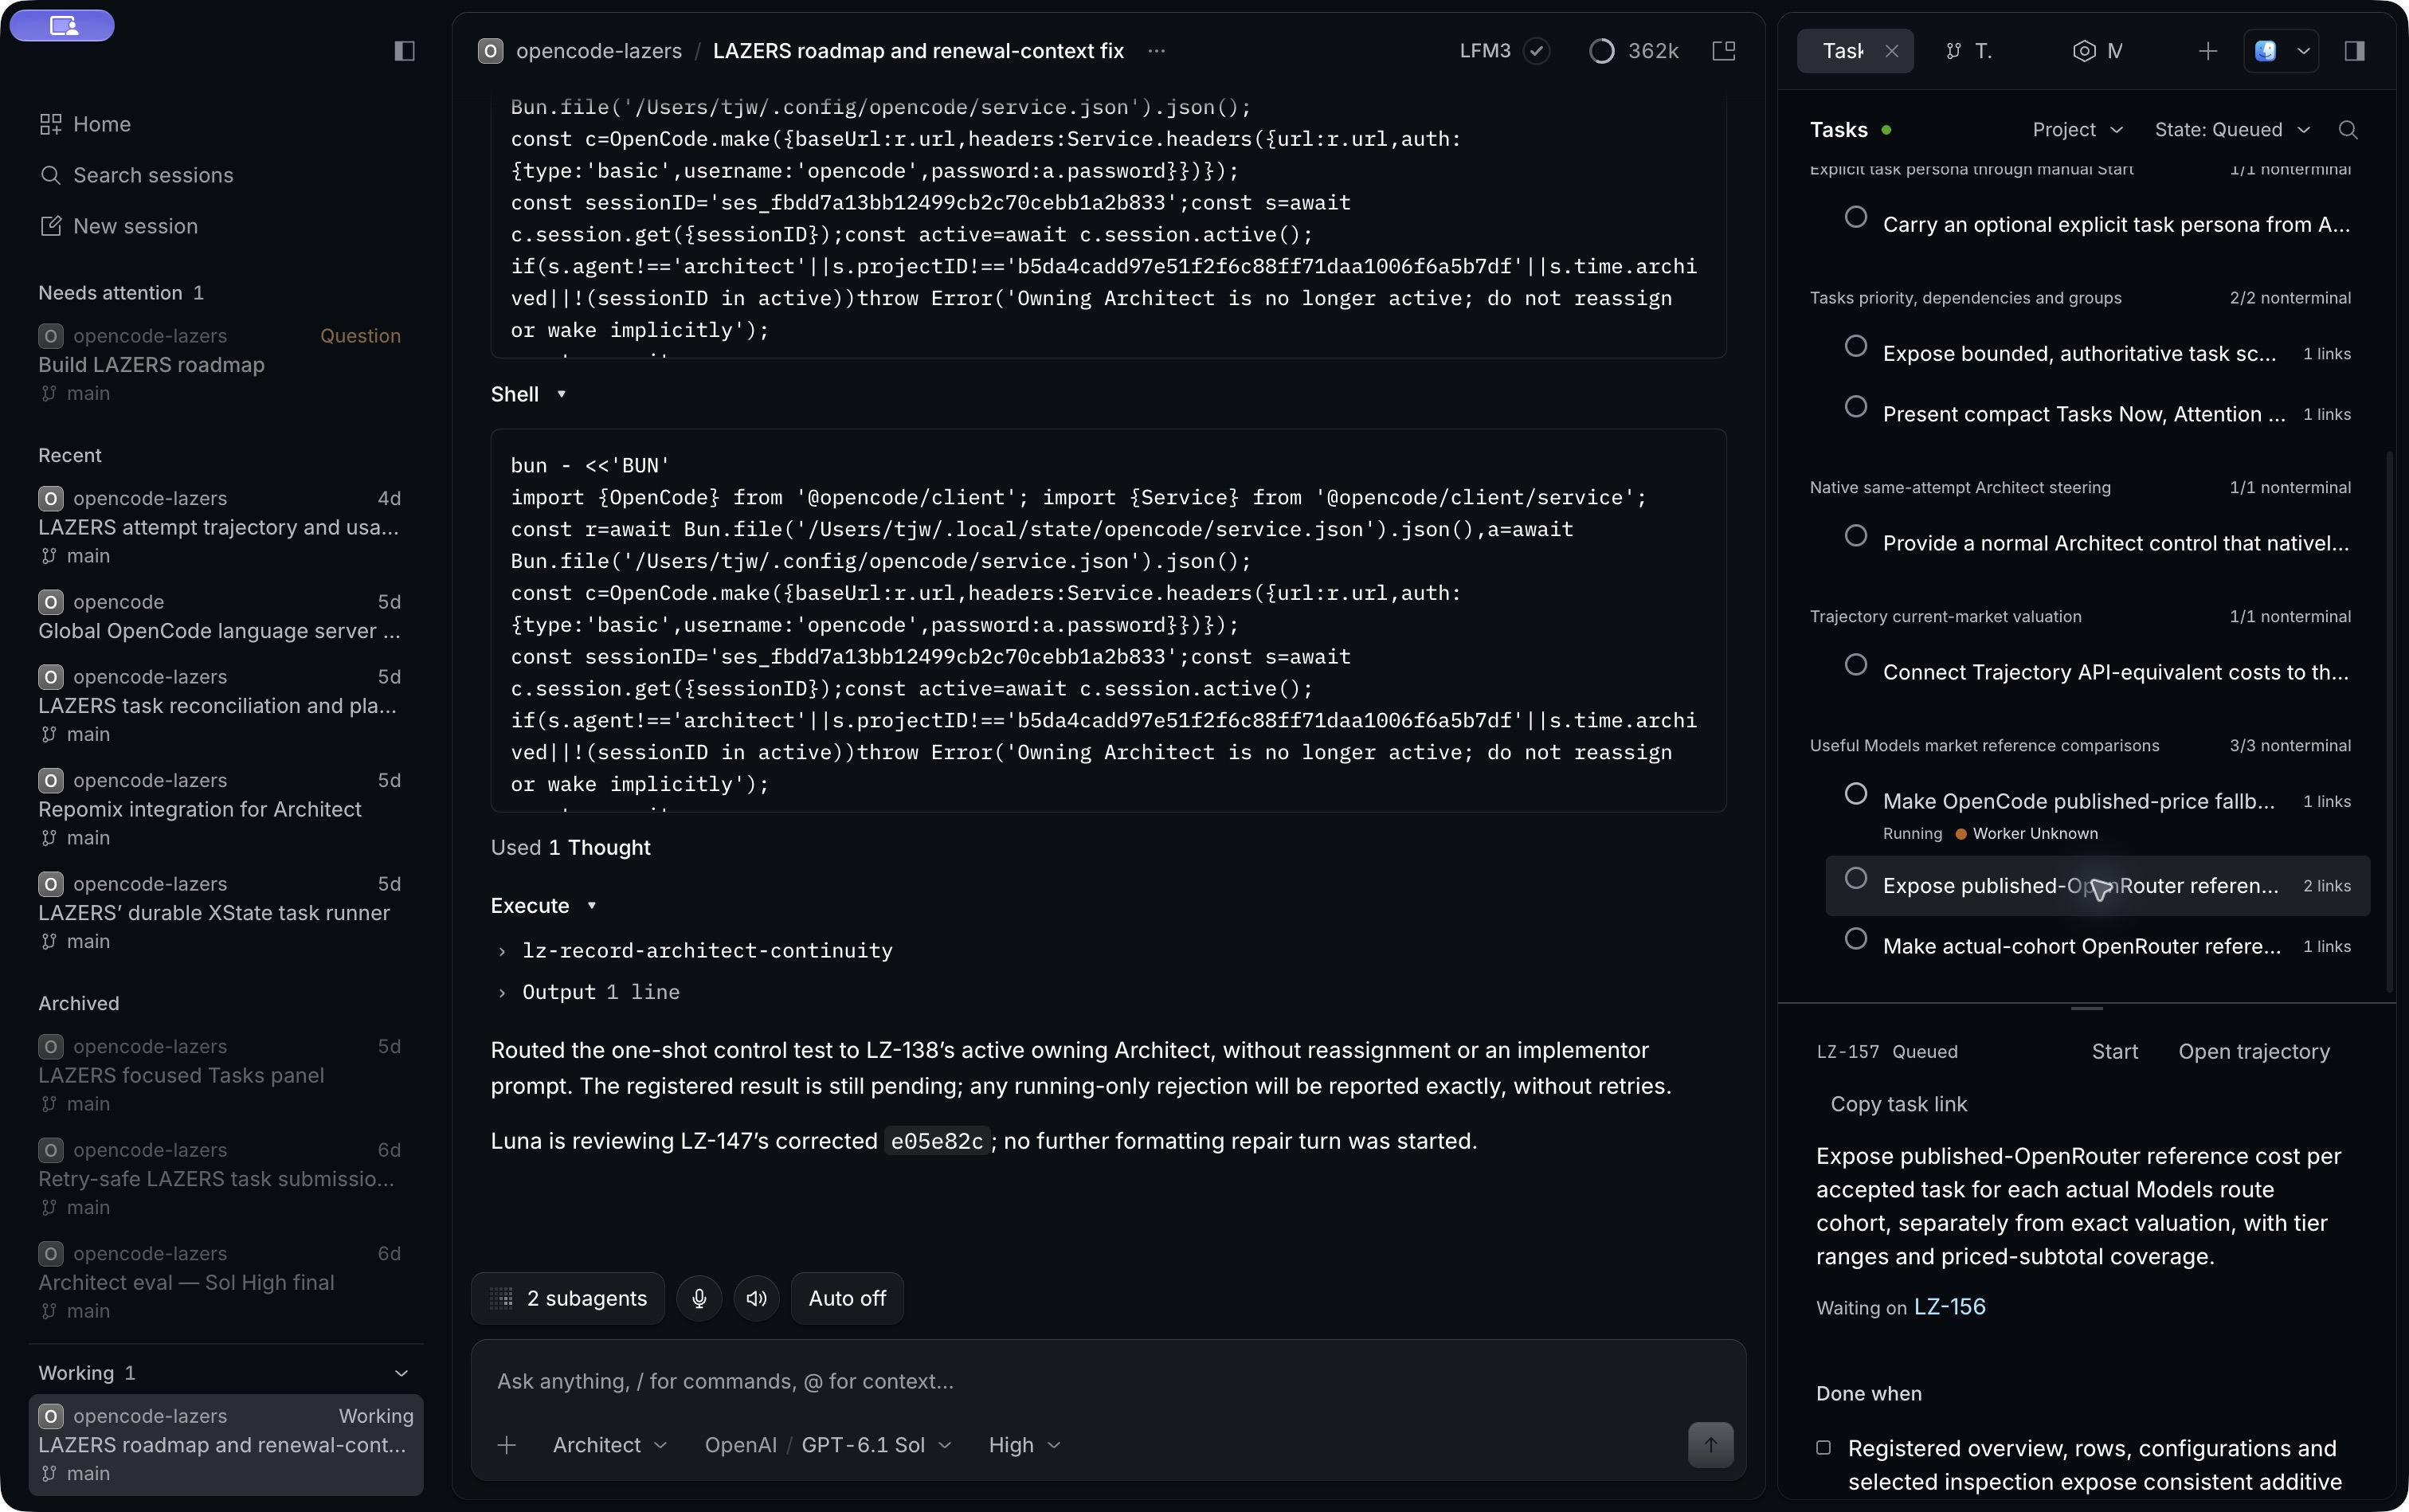 Home
Search sessions
New session
Needs attention 1
O opencode-lazers Question
Build LAZERS roadmap
main
Recent
O opencode-lazers 4d
LAZERS attempt trajectory and usa...
main
O opencode 5d
Global OpenCode language server ...
O opencode-lazers 5d
LAZERS task reconciliation and pla...
main
O opencode-lazers 5d
Repomix integration for Architect
main
O opencode-lazers 5d
LAZERS’ durable XState task runner
main
Archived
O opencode-lazers 5d
LAZERS focused Tasks panel
main
O opencode-lazers 6d
Retry-safe LAZERS task submissio...
main
O opencode-lazers 6d
Architect eval — Sol High final
main
Working 1
O opencode-lazers Working
LAZERS roadmap and renewal-cont...
main
O opencode-lazers / LAZERS roadmap and renewal-context fix ...
LFM3 362k
Bun.file('/Users/tjw/.config/opencode/service.json').json();
const c=OpenCode.make({baseUrl:r.url,headers:Service.headers({url:r.url,auth:
{type:'basic',username:'opencode',password:a.password}})});
const sessionID='ses_fbdd7a13bb12499cb2c70cebb1a2b833';const s=await
c.session.get({sessionID});const active=await c.session.active();
if(s.agent!=='architect'||s.projectID!=='b5da4cadd97e51f2f6c88ff71daa1006f6a5b7df'||s.time.archi
ved||!(sessionID in active))throw Error('Owning Architect is no longer active; do not reassign
or wake implicitly');
Shell
bun - <<'BUN'
import {OpenCode} from '@opencode/client'; import {Service} from '@opencode/client/service';
const r=await Bun.file('/Users/tjw/.local/state/opencode/service.json').json(),a=await
Bun.file('/Users/tjw/.config/opencode/service.json').json();
const c=OpenCode.make({baseUrl:r.url,headers:Service.headers({url:r.url,auth:
{type:'basic',username:'opencode',password:a.password}})});
const sessionID='ses_fbdd7a13bb12499cb2c70cebb1a2b833';const s=await
c.session.get({sessionID});const active=await c.session.active();
if(s.agent!=='architect'||s.projectID!=='b5da4cadd97e51f2f6c88ff71daa1006f6a5b7df'||s.time.archi
ved||!(sessionID in active))throw Error('Owning Architect is no longer active; do not reassign
or wake implicitly');
Used 1 Thought
Execute
lz-record-architect-continuity
Output 1 line
Routed the one-shot control test to LZ-138’s active owning Architect, without reassignment or an implementor
prompt. The registered result is still pending; any running-only rejection will be reported exactly, without retries.
Luna is reviewing LZ-147’s corrected e05e82c; no further formatting repair turn was started.
2 subagents
Auto off
Ask anything, / for commands, @ for context...
Architect
OpenAI / GPT-6.1 Sol
High
Task
T.
M
Tasks
Project
State: Queued
Explicit task persona through manual Start 1/1 nonterminal
Carry an optional explicit task persona from A...
Tasks priority, dependencies and groups 2/2 nonterminal
Expose bounded, authoritative task sc... 1 links
Present compact Tasks Now, Attention ... 1 links
Native same-attempt Architect steering 1/1 nonterminal
Provide a normal Architect control that nativel...
Trajectory current-market valuation 1/1 nonterminal
Connect Trajectory API-equivalent costs to th...
Useful Models market reference comparisons 3/3 nonterminal
Make OpenCode published-price fallb... 1 links
Running Worker Unknown
Expose published-OpenRouter referen... 2 links
Make actual-cohort OpenRouter refere... 1 links
LZ-157 Queued Start Open trajectory
Copy task link
Expose published-OpenRouter reference cost per
accepted task for each actual Models route
cohort, separately from exact valuation, with tier
ranges and priced-subtotal coverage.
Waiting on LZ-156
Done when
Registered overview, rows, configurations and
selected inspection expose consistent additive